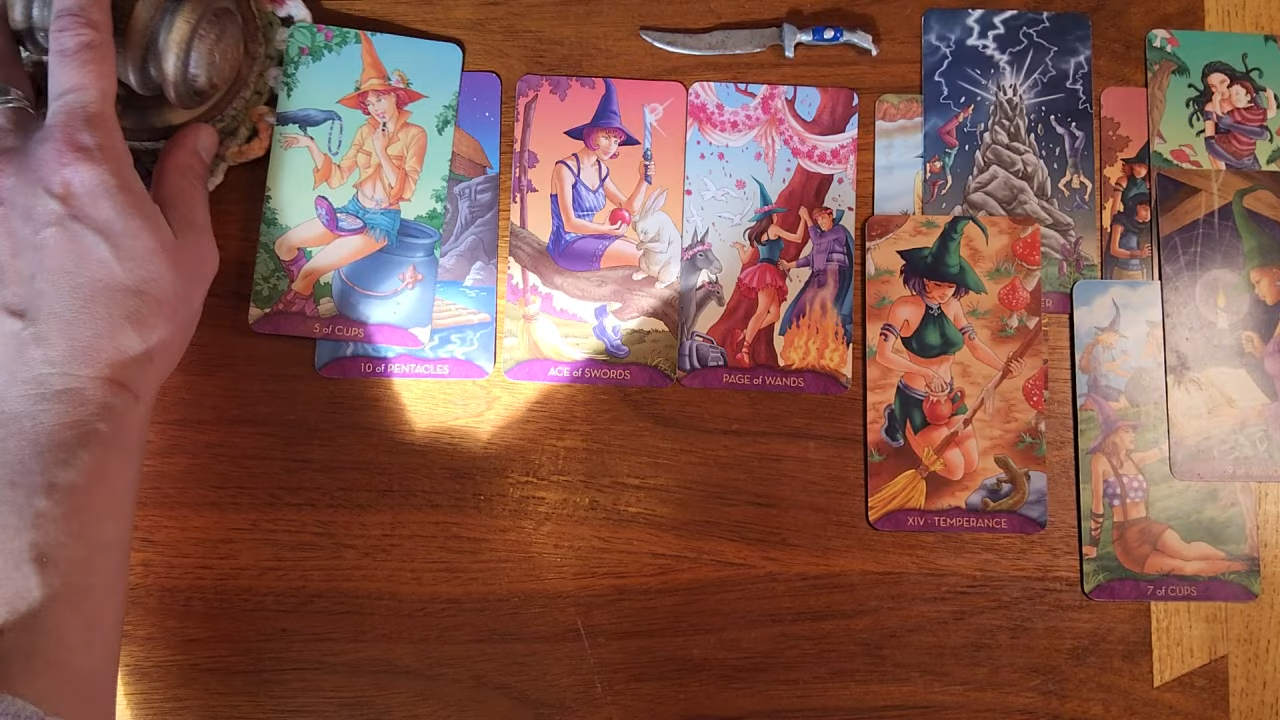 5 of CUPS
10 of PENTACLES
ACE of SWORDS
PAGE of WANDS
XIV - TEMPERANCE
7 of CUPS